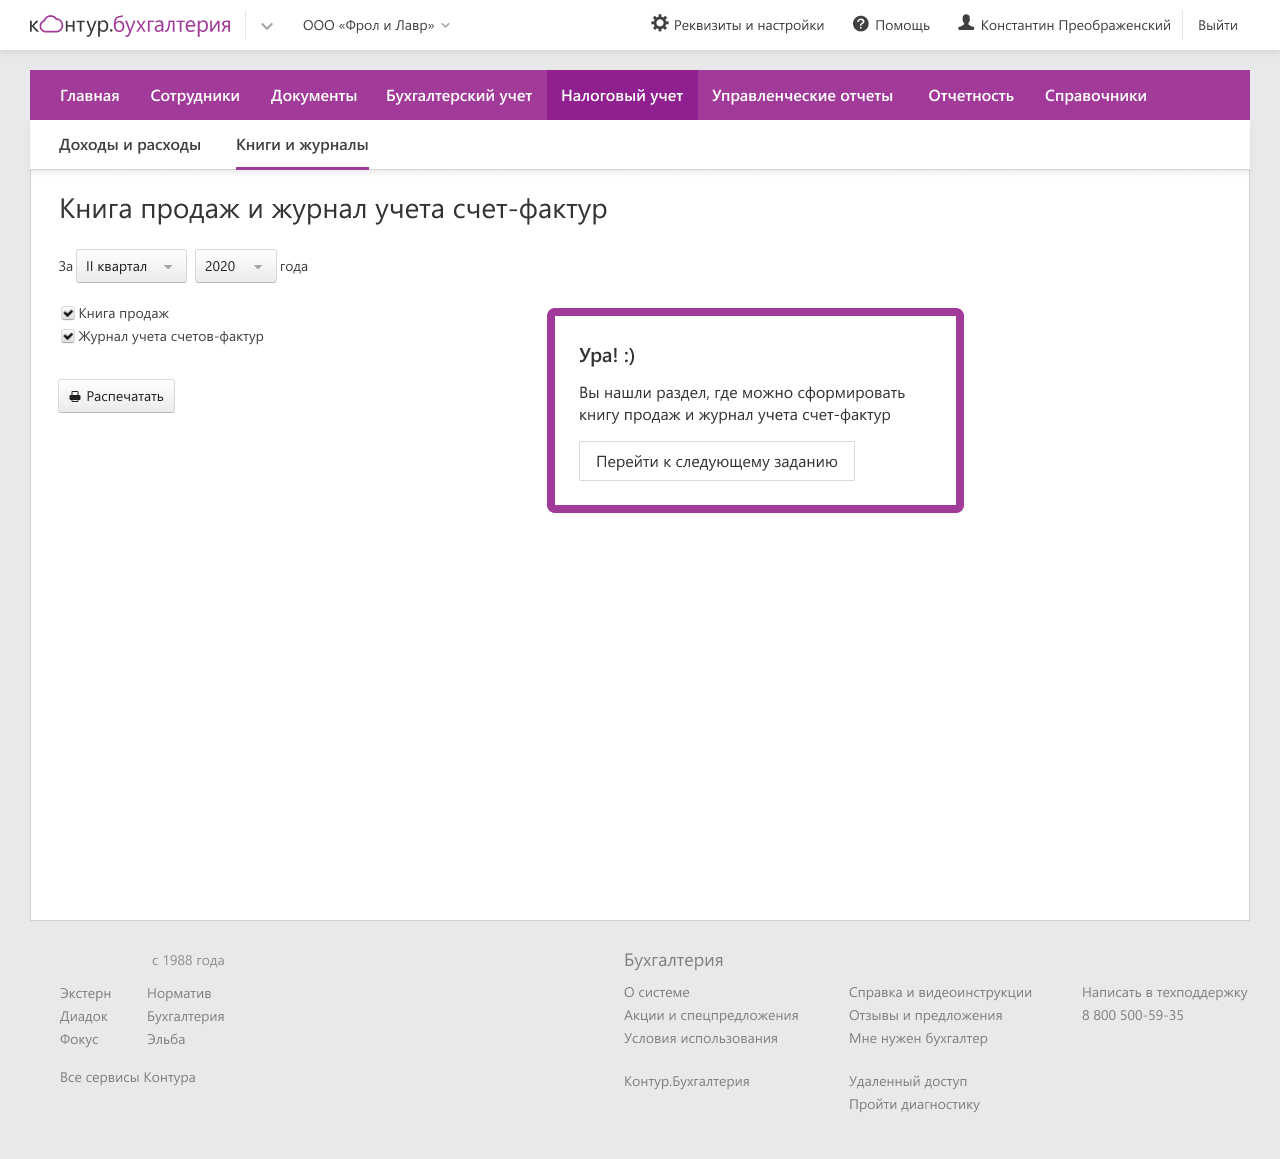 контур.бухгалтерия
ООО «Фрол и Лавр»
Реквизиты и настройки
Помощь
Константин Преображенский
Выйти
Главная
Сотрудники
Документы
Бухгалтерский учет
Налоговый учет
Управленческие отчеты
Отчетность
Справочники
Доходы и расходы
Книги и журналы
Книга продаж и журнал учета счет-фактур
За II квартал 2020 года
Книга продаж
Журнал учета счетов-фактур
Распечатать
Ура! :)
Вы нашли раздел, где можно сформировать
книгу продаж и журнал учета счет-фактур
Перейти к следующему заданию
с 1988 года
Экстерн
Норматив
Диадок
Бухгалтерия
Фокус
Эльба
Все сервисы Контура
Бухгалтерия
О системе
Акции и спецпредложения
Условия использования
Контур.Бухгалтерия
Справка и видеоинструкции
Отзывы и предложения
Мне нужен бухгалтер
Удаленный доступ
Пройти диагностику
Написать в техподдержку
8 800 500-59-35